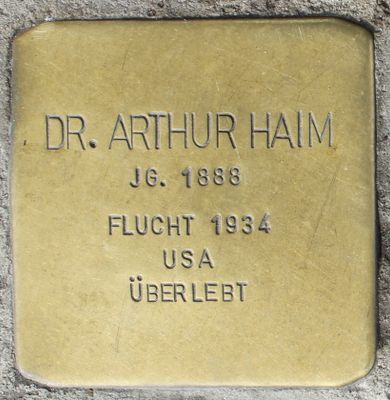 DR. ARTHUR HAIM
JG. 1888
FLUCHT 1934
USA
ÜBERLEBT